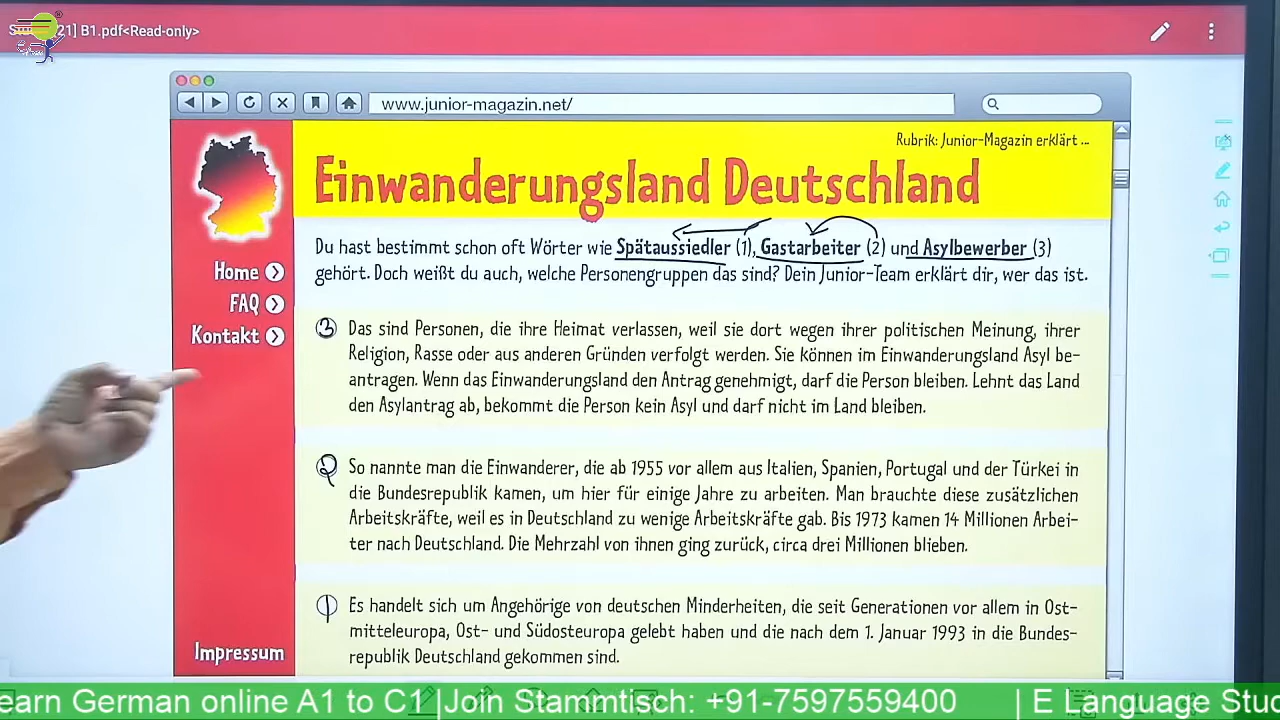 21] B1.pdf<Read-only>
www.junior-magazin.net/
Rubrik: Junior-Magazin erklärt ...
Einwanderungsland Deutschland
Du hast bestimmt schon oft Wörter wie Spätaussiedler (1), Gastarbeiter (2) und Asylbewerber (3)
gehört. Doch weißt du auch, welche Personengruppen das sind? Dein Junior-Team erklärt dir, wer das ist.
Home
FAQ
Kontakt
3 Das sind Personen, die ihre Heimat verlassen, weil sie dort wegen ihrer politischen Meinung, ihrer
Religion, Rasse oder aus anderen Gründen verfolgt werden. Sie können im Einwanderungsland Asyl be-
antragen. Wenn das Einwanderungsland den Antrag genehmigt, darf die Person bleiben. Lehnt das Land
den Asylantrag ab, bekommt die Person kein Asyl und darf nicht im Land bleiben.
2 So nannte man die Einwanderer, die ab 1955 vor allem aus Italien, Spanien, Portugal und der Türkei in
die Bundesrepublik kamen, um hier für einige Jahre zu arbeiten. Man brauchte diese zusätzlichen
Arbeitskräfte, weil es in Deutschland zu wenige Arbeitskräfte gab. Bis 1973 kamen 14 Millionen Arbei-
ter nach Deutschland. Die Mehrzahl von ihnen ging zurück, circa drei Millionen blieben.
1 Es handelt sich um Angehörige von deutschen Minderheiten, die seit Generationen vor allem in Ost-
mitteleuropa, Ost- und Südosteuropa gelebt haben und die nach dem 1. Januar 1993 in die Bundes-
republik Deutschland gekommen sind.
Impressum
earn German online A1 to C1 |Join Stammtisch: +91-7597559400 | E Language Stud